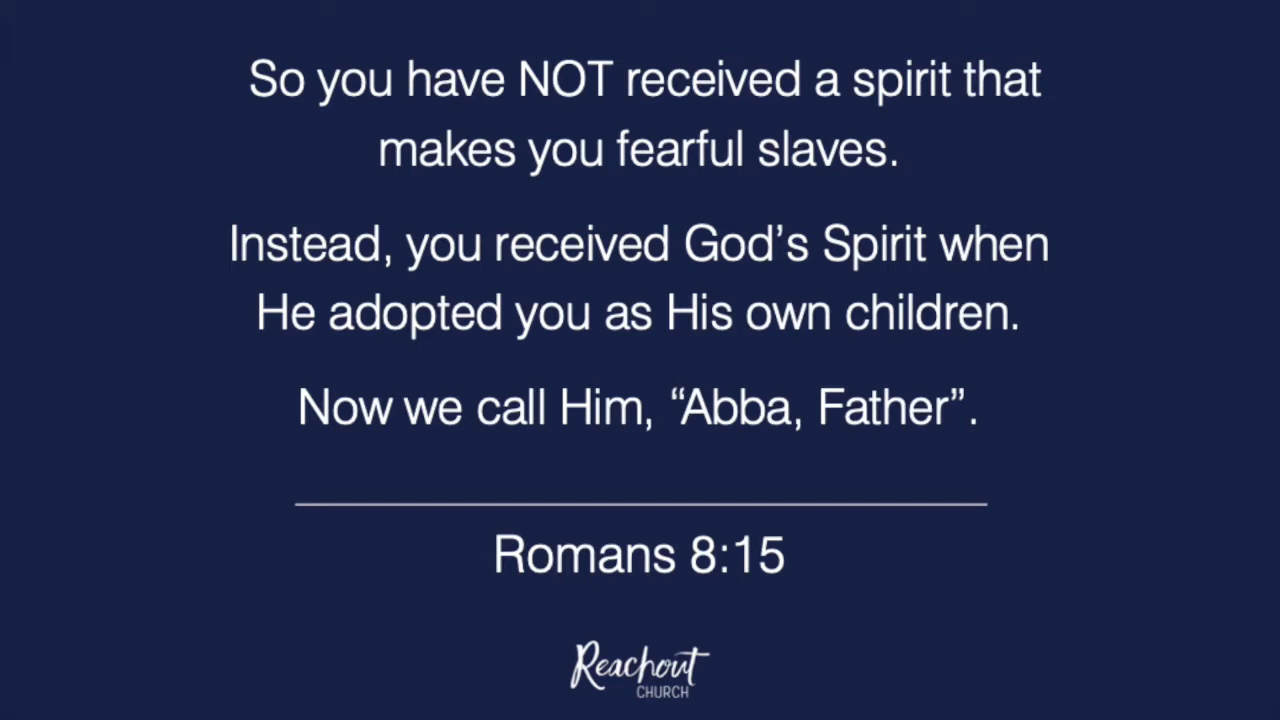 So you have NOT received a spirit that
makes you fearful slaves.
Instead, you received God’s Spirit when
He adopted you as His own children.
Now we call Him, “Abba, Father”.
Romans 8:15
Reachout
CHURCH